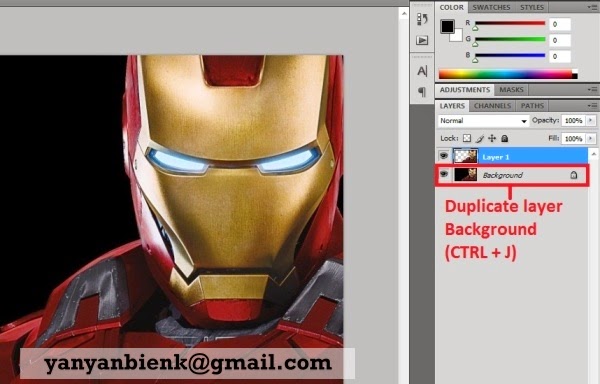 COLOR SWATCHES STYLES
R 0
G 0
B 0
ADJUSTMENTS MASKS
LAYERS CHANNELS PATHS
Normal Opacity: 100%
Lock: Fill: 100%
Layer 1
Background
Duplicate layer
Background
(CTRL + J)
A
yanyanbienk@gmail.com